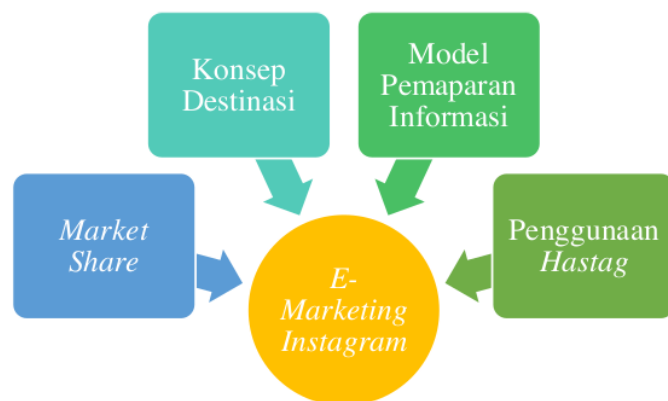 Konsep
Destinasi
Model
Pemaparan
Informasi
Market
Share
Penggunaan
Hastag
E-
Marketing
Instagram